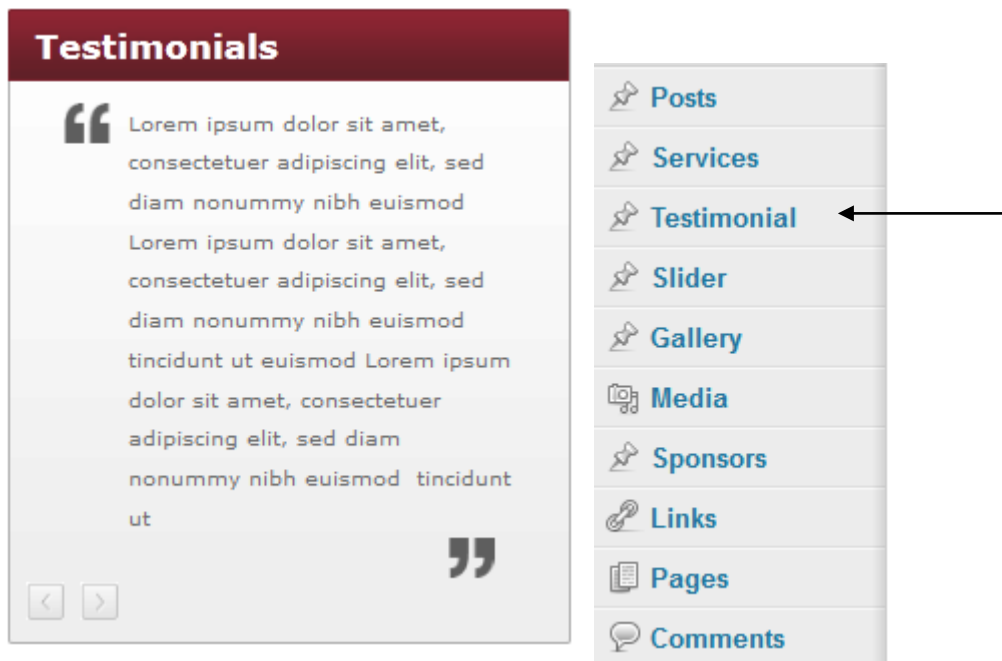 Testimonials
“
Lorem ipsum dolor sit amet,
consectetuer adipiscing elit, sed
diam nonummy nibh euismod
Lorem ipsum dolor sit amet,
consectetuer adipiscing elit, sed
diam nonummy nibh euismod
tincidunt ut euismod Lorem ipsum
dolor sit amet, consectetuer
adipiscing elit, sed diam
nonummy nibh euismod tincidunt
ut
”
Posts
Services
Testimonial
Slider
Gallery
Media
Sponsors
Links
Pages
Comments